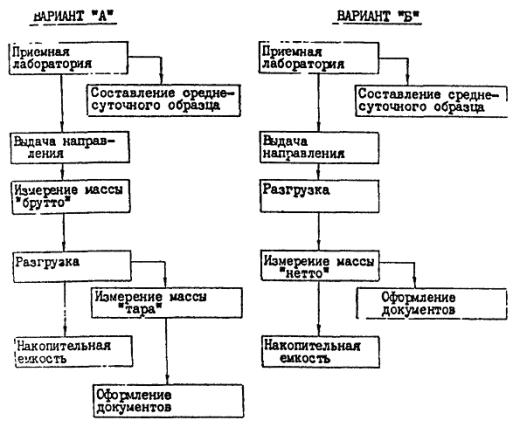 ВАРИАНТ "А"
Приемная
лаборатория
Составление средне-
суточного образца
Выдача направ-
ления
Измерение массы
"брутто"
Разгрузка
Измерение массы
"тара"
Накопительная
емкость
Оформление
документов
ВАРИАНТ "Б"
Приемная
лаборатория
Составление средне-
суточного образца
Выдача
направления
Разгрузка
Измерение массы
"нетто"
Оформление
документов
Накопительная
емкость